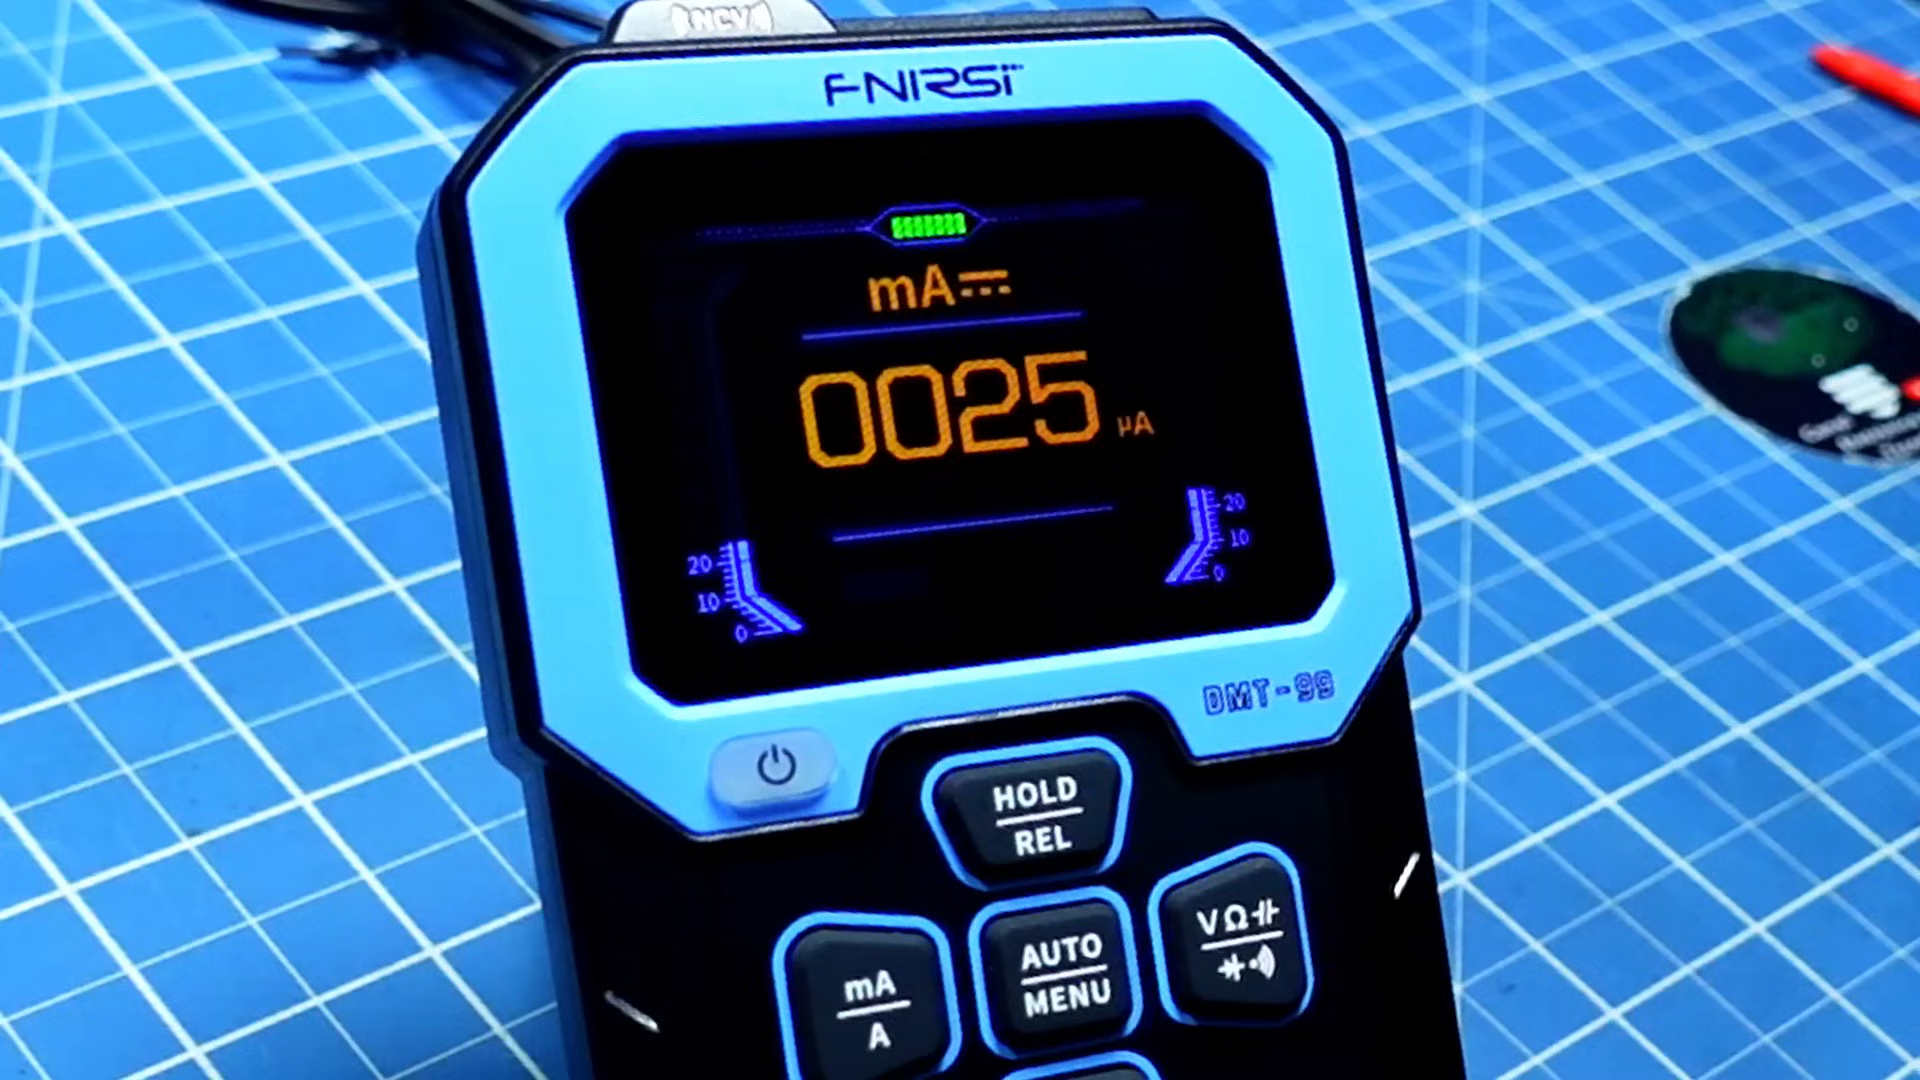 NCV
FNIRSI
mA
0025 µA
20
10
0
20
10
0
DMT-99
HOLD
REL
mA
A
AUTO
MENU
VΩ